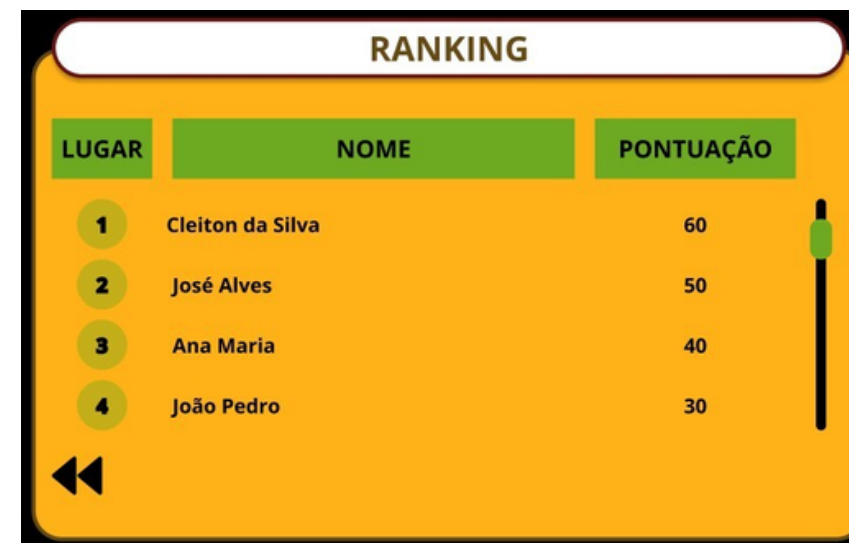 RANKING
LUGAR NOME PONTUAÇÃO
1 Cleiton da Silva 60
2 José Alves 50
3 Ana Maria 40
4 João Pedro 30